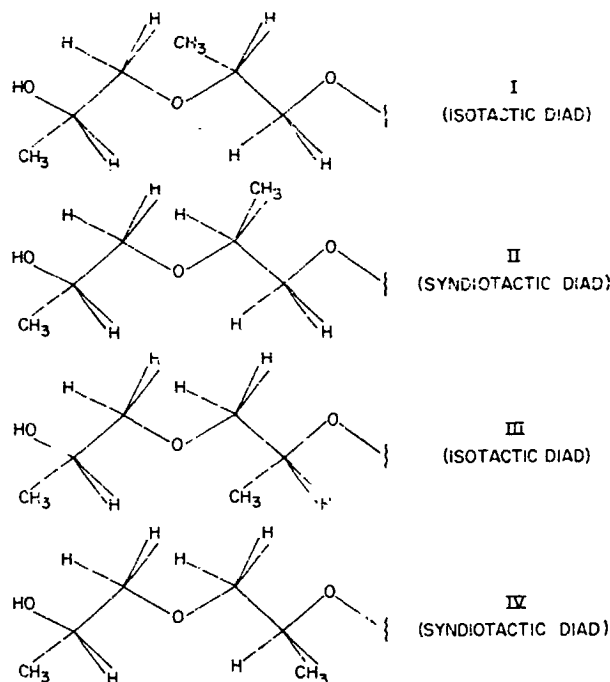 H H CH₃ H
HO O O I
(ISOTACTIC DIAD)
CH₃ H H H
H H H CH₃
HO O O II
(SYNDIOTACTIC DIAD)
CH₃ H H H
H H H H
HO O O III
(ISOTACTIC DIAD)
CH₃ H CH₃ H
H H H H
HO O O IV
(SYNDIOTACTIC DIAD)
CH₃ H H CH₃